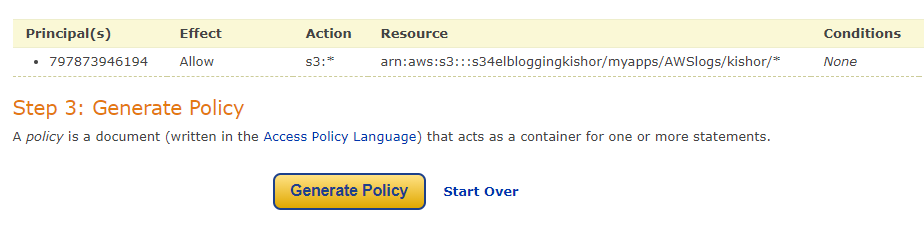 Principal(s) Effect Action Resource Conditions
• 797873946194 Allow s3:* arn:aws:s3:::s34elbloggingkishor/myapps/AWSlogs/kishor/* None
Step 3: Generate Policy
A policy is a document (written in the Access Policy Language) that acts as a container for one or more statements.
Generate Policy Start Over